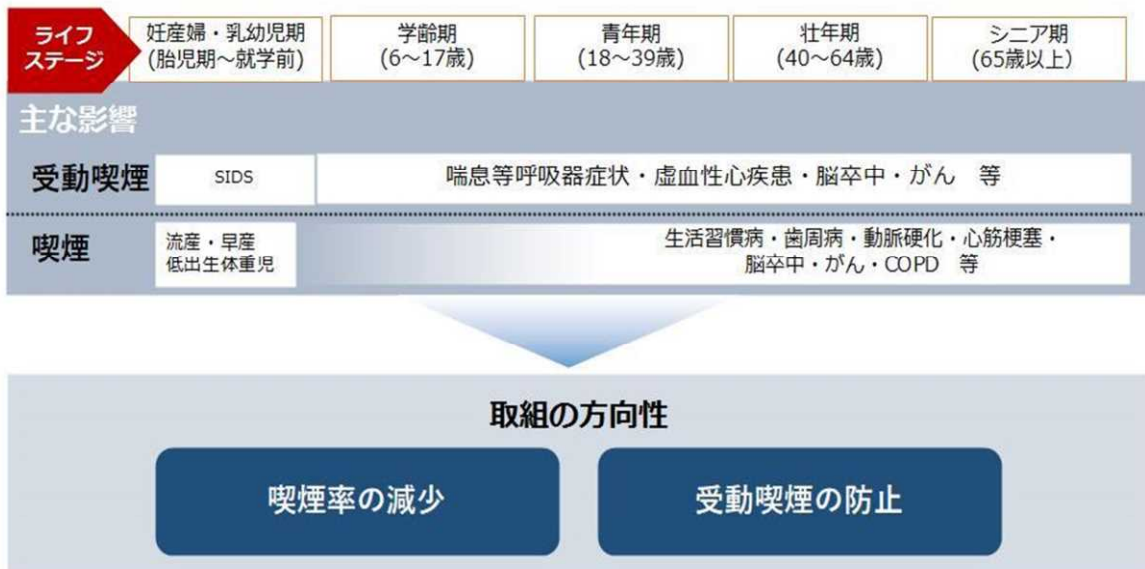 ライフ
ステージ
妊産婦・乳幼児期
(胎児期～就学前)
学齢期
(6～17歳)
青年期
(18～39歳)
壮年期
(40～64歳)
シニア期
(65歳以上)
主な影響
受動喫煙
SIDS
喘息等呼吸器症状・虚血性心疾患・脳卒中・がん 等
喫煙
流産・早産
低出生体重児
生活習慣病・歯周病・動脈硬化・心筋梗塞・
脳卒中・がん・COPD 等
取組の方向性
喫煙率の減少
受動喫煙の防止